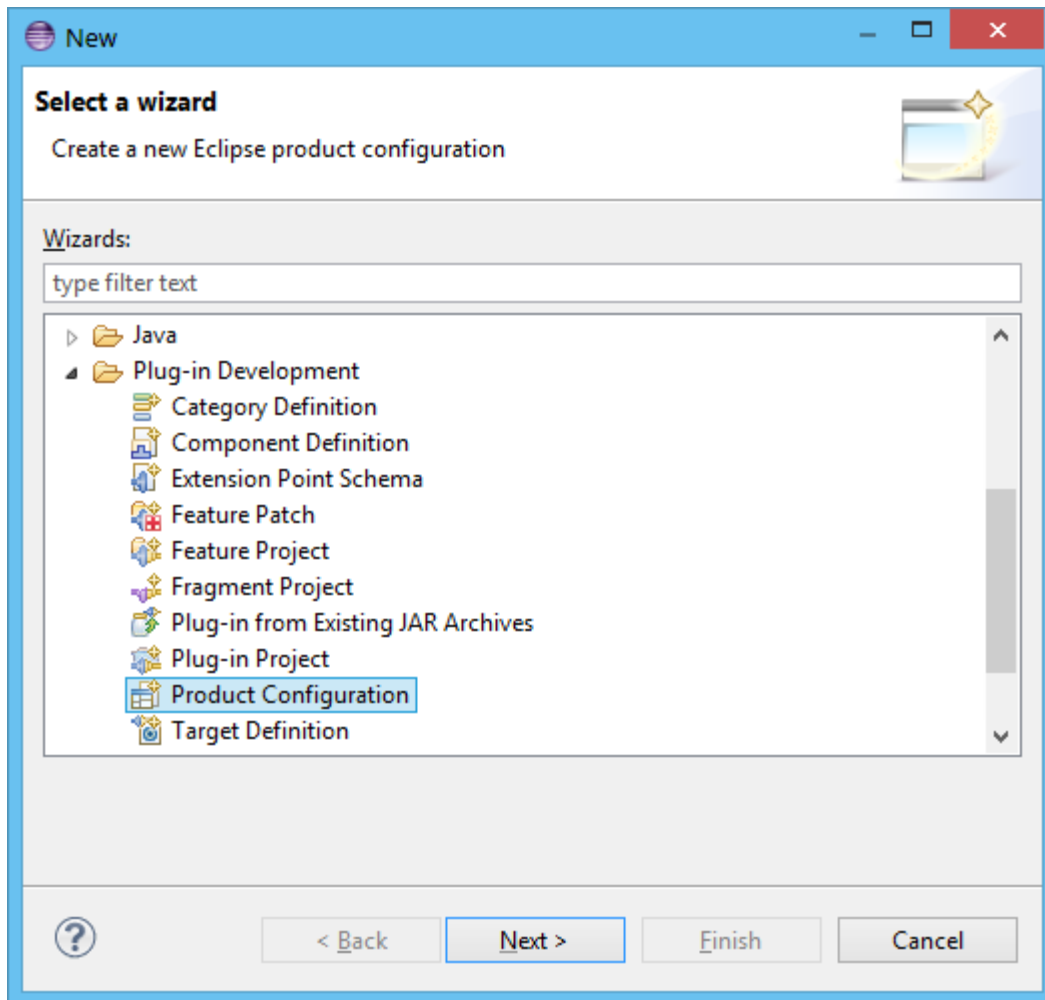 New
Select a wizard
Create a new Eclipse product configuration
Wizards:
type filter text
Java
Plug-in Development
Category Definition
Component Definition
Extension Point Schema
Feature Patch
Feature Project
Fragment Project
Plug-in from Existing JAR Archives
Plug-in Project
Product Configuration
Target Definition
< Back Next > Finish Cancel